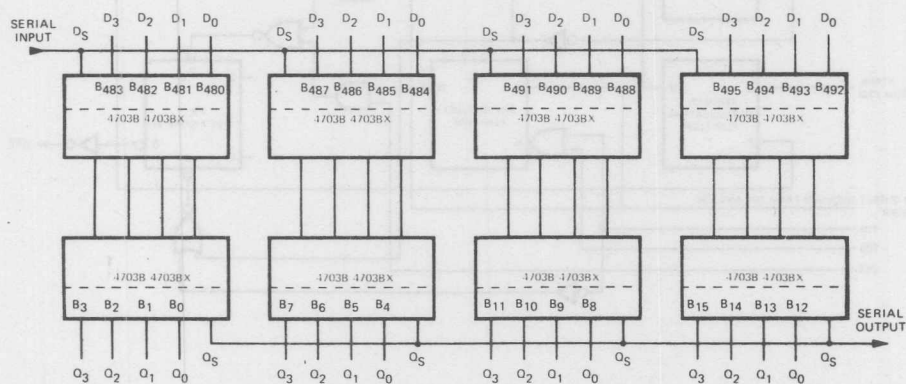 SERIAL INPUT
D3 D2 D1 D0 D3 D2 D1 D0 D3 D2 D1 D0 D3 D2 D1 D0
DS DS DS DS
B483 B482 B481 B480 B487 B486 B485 B484 B491 B490 B489 B488 B495 B494 B493 B492
4703B 4703BX 4703B 4703BX 4703B 4703BX 4703B 4703BX
4703B 4703BX 4703B 4703BX 4703B 4703BX 4703B 4703BX
B3 B2 B1 B0 B7 B6 B5 B4 B11 B10 B9 B8 B15 B14 B13 B12
SERIAL OUTPUT
QS QS QS QS
Q3 Q2 Q1 Q0 Q3 Q2 Q1 Q0 Q3 Q2 Q1 Q0 Q3 Q2 Q1 Q0